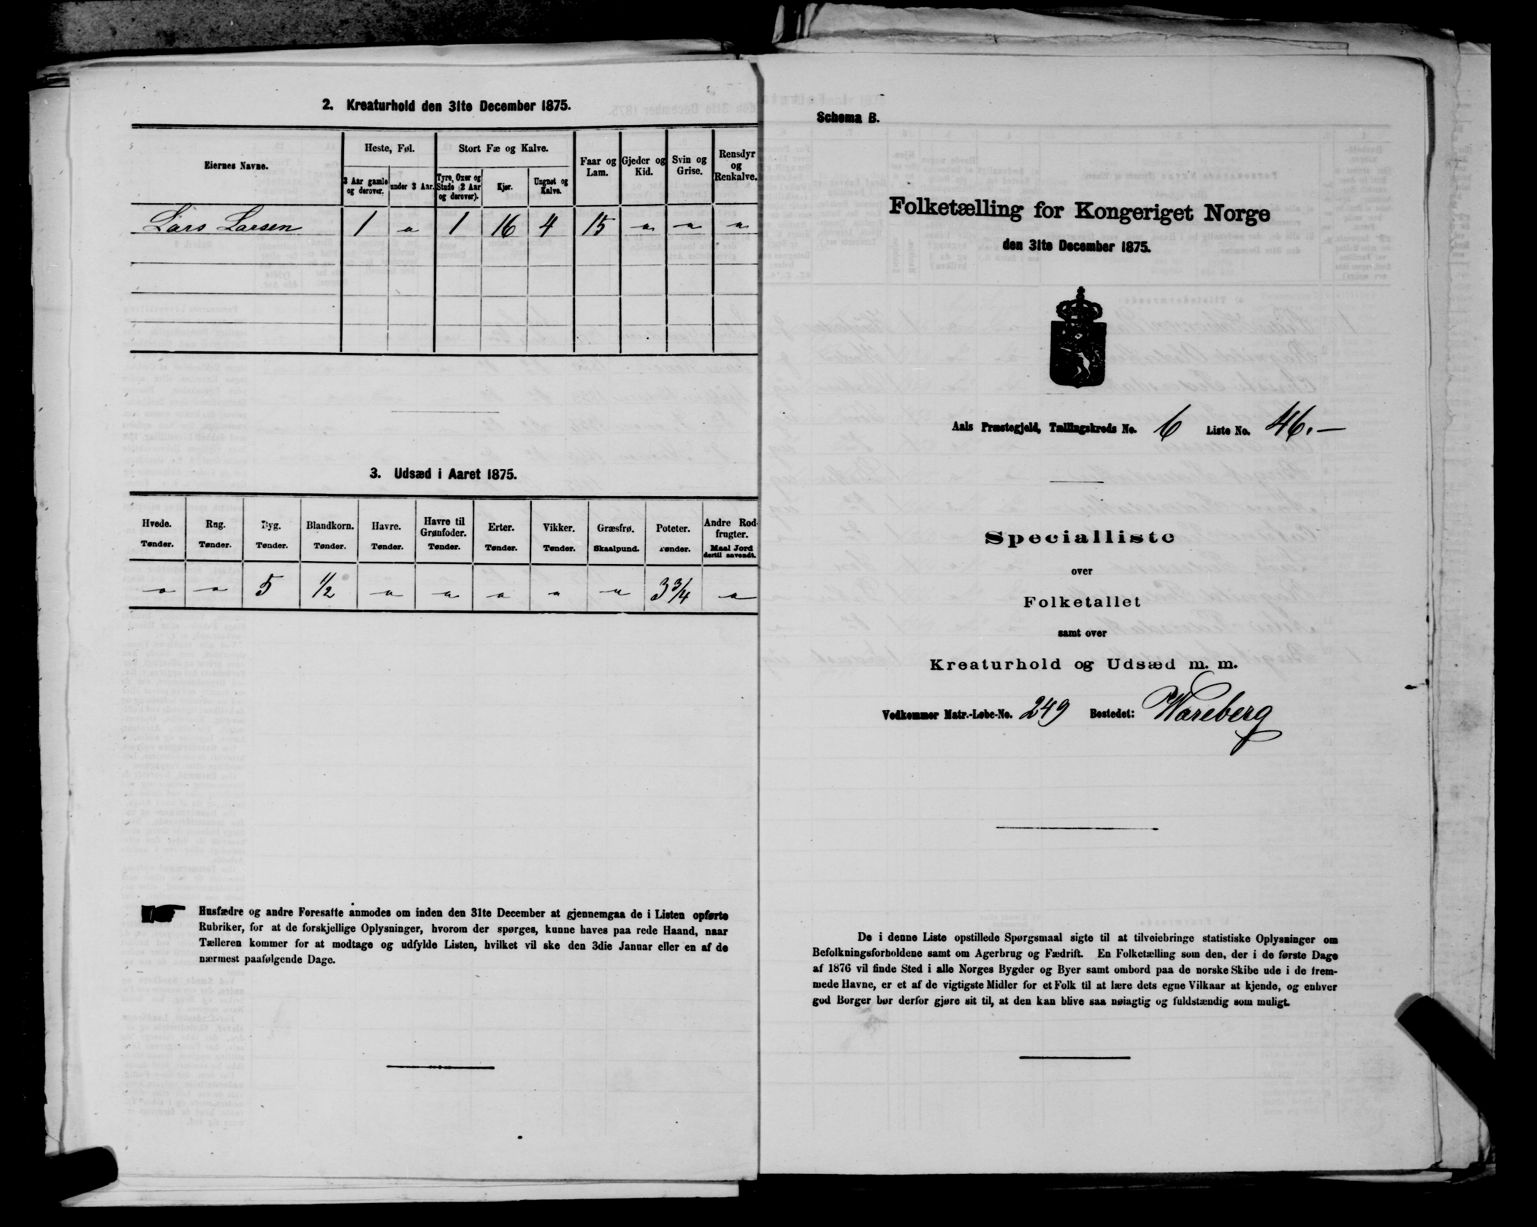 2. Kreaturhold den 31te December 1875.
Eiernes Navne.
Heste, Føl.
Stort Fæ og Kalve.
Faar og Lam.
Gjeder og Kid.
Svin og Grise.
Rensdyr og Renkalve.
3 Aar gamle og derover.
under 3 Aar.
Tyre, Oxer og Stude (2 Aar og derover).
Kjør.
Ungnet og Kalve.
Lars Larsen 1 " 1 16 4 15 " " "
3. Udsæd i Aaret 1875.
Hvede. Rug. Byg. Blandkorn. Havre. Havre til Grønfoder. Erter. Vikker. Græsfrø. Poteter. Andre Rodfrugter.
Tønder. Tønder. Tønder. Tønder. Tønder. Tønder. Tønder. Tønder. Skaalpund. Tønder. Maal Jord dertil anvendt.
" " 5 1/2 " " " " " 3 3/4 "
Husfædre og andre Foresatte anmodes om inden den 31te December at gjennemgaa de i Listen opførte
Rubriker, for at de forskjellige Oplysninger, hvorom der spørges, kunne haves paa rede Haand, naar
Tælleren kommer for at modtage og udfylde Listen, hvilket vil ske den 3die Januar eller en af de
nærmest paafølgende Dage.
Schema B.
Folketælling for Kongeriget Norge
den 31te December 1875.
Aals Præstegjeld, Tællingskreds No. 6 Liste No. 46.—
Specialliste
over
Folketallet
samt over
Kreaturhold og Udsæd m. m.
Vedkommer Matr.-Løbe-No. 249 Bostedet: Wareberg
De i denne Liste opstillede Spørgsmaal sigte til at tilveiebringe statistiske Oplysninger om
Befolkningsforholdene samt om Agerbrug og Fædrift. En Folketælling som den, der i de første Dage
af 1876 vil finde Sted i alle Norges Bygder og Byer samt ombord paa de norske Skibe ude i de frem-
mede Havne, er et af de vigtigste Midler for et Folk til at lære dets egne Vilkaar at kjende, og enhver
god Borger bør derfor gjøre sit til, at den kan blive saa nøiagtig og fuldstændig som muligt.